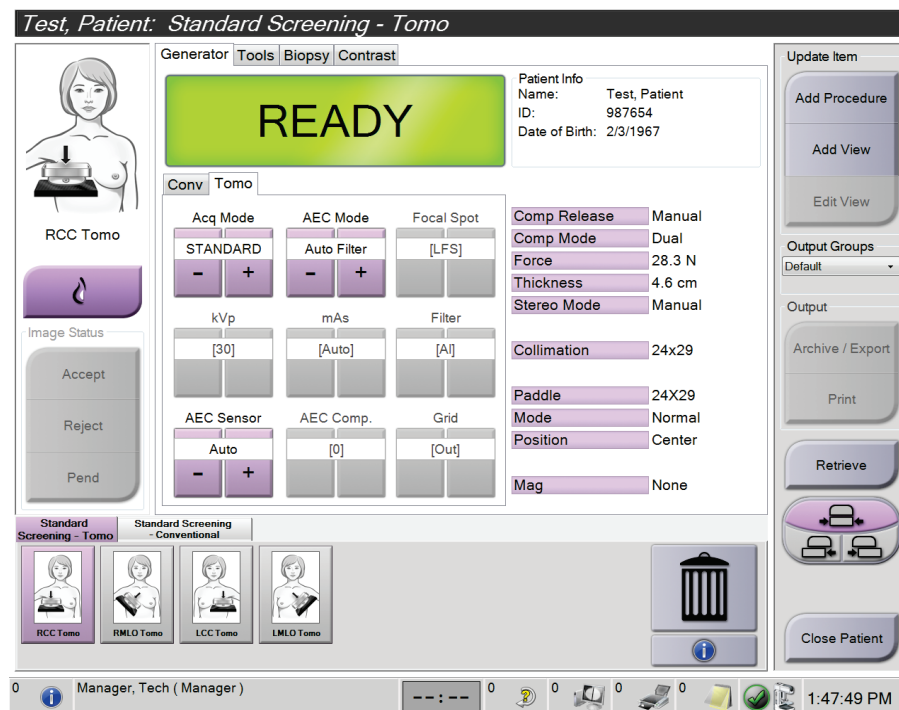 Test, Patient: Standard Screening - Tomo
Generator Tools Biopsy Contrast
READY
Patient Info
Name: Test, Patient
ID: 987654
Date of Birth: 2/3/1967
RCC Tomo
Image Status
Accept
Reject
Pend
Conv Tomo
Acq Mode AEC Mode Focal Spot
STANDARD Auto Filter [LFS]
- + - +
kVp mAs Filter
[30] [Auto] [Al]
AEC Sensor AEC Comp. Grid
Auto [0] [Out]
- +
Comp Release Manual
Comp Mode Dual
Force 28.3 N
Thickness 4.6 cm
Stereo Mode Manual
Collimation 24x29
Paddle 24X29
Mode Normal
Position Center
Mag None
Update Item
Add Procedure
Add View
Edit View
Output Groups
Default
Output
Archive / Export
Print
Retrieve
Close Patient
Standard
Screening - Tomo
Standard Screening
- Conventional
RCC Tomo RMLO Tomo LCC Tomo LMLO Tomo
0 Manager, Tech ( Manager ) --:-- 0 0 0 0 1:47:49 PM